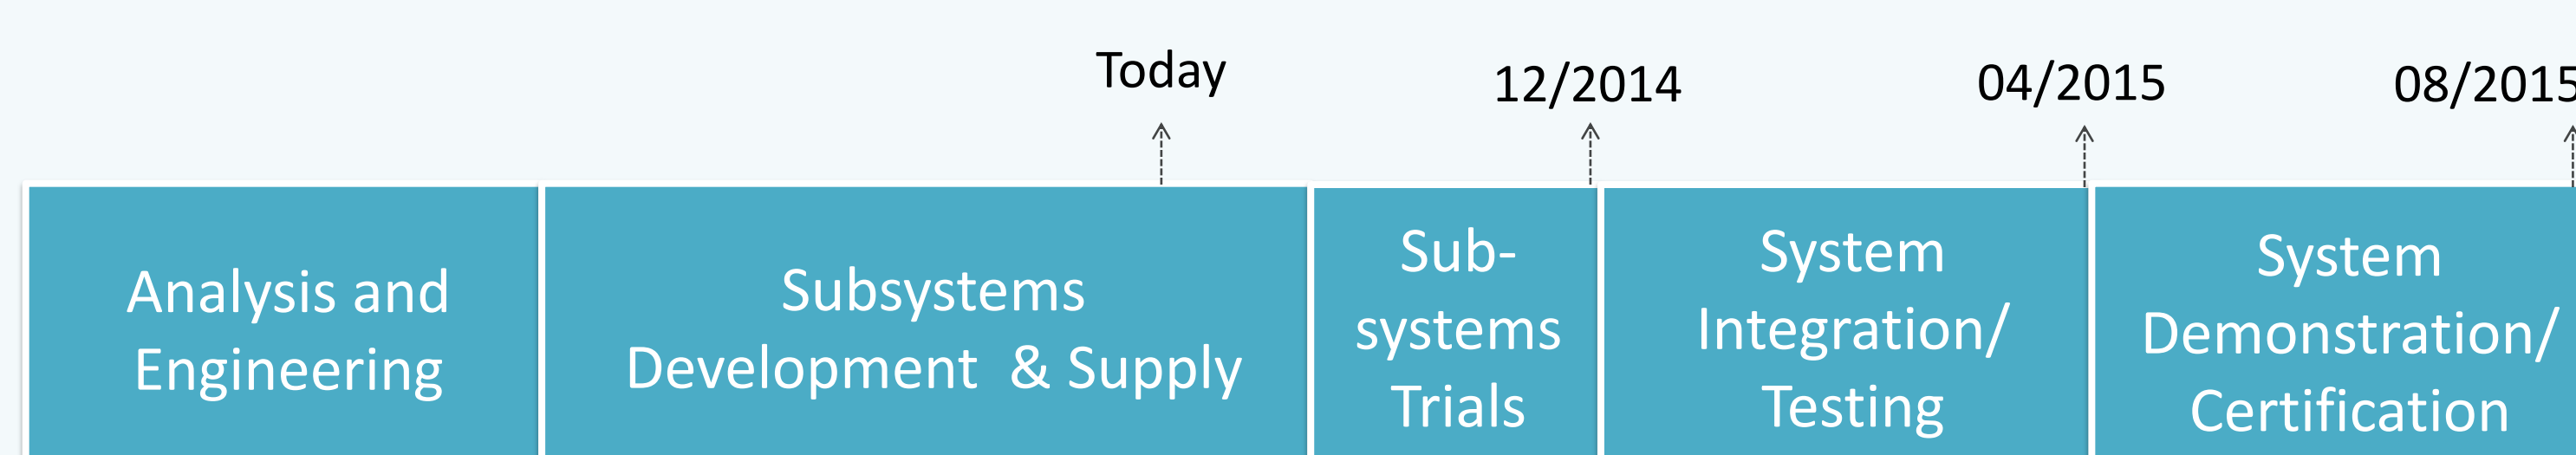 Today
12/2014
04/2015
08/2015
Analysis and
Engineering
Subsystems
Development & Supply
Sub-
systems
Trials
System
Integration/
Testing
System
Demonstration/
Certification